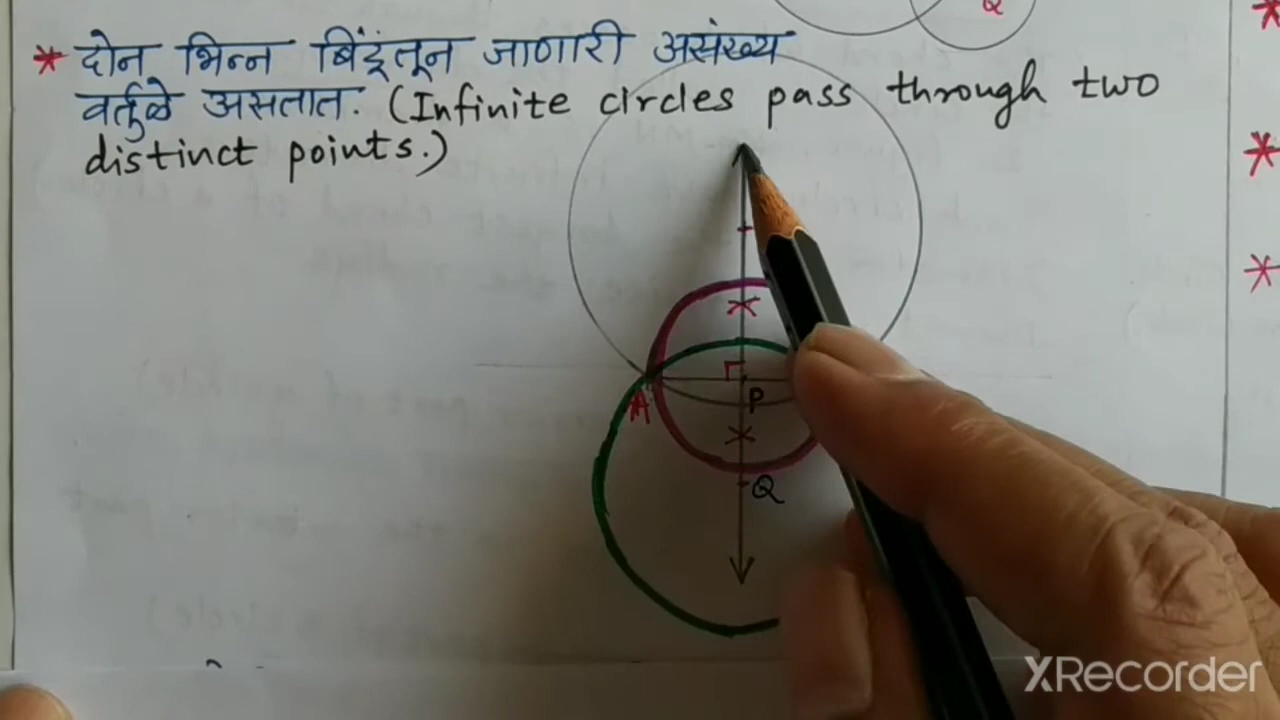 Q
* दोन भिन्न बिंदूंतून जाणारी असंख्य
वर्तुळे असतात. (Infinite circles pass through two
distinct points.)
A
P
Q
XRecorder